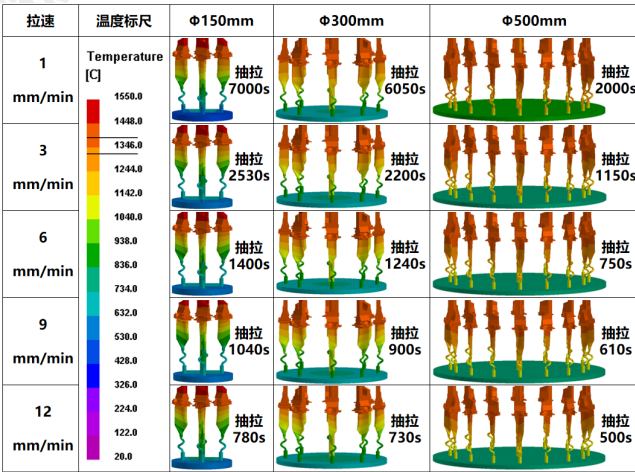 拉速 温度标尺 Φ150mm Φ300mm Φ500mm
1
mm/min
Temperature
[C]
1550.0
1448.0
1346.0
1244.0
1142.0
1040.0
938.0
836.0
734.0
632.0
530.0
428.0
326.0
224.0
122.0
20.0
抽拉
7000s
抽拉
6050s
抽拉
2000s
3
mm/min
抽拉
2530s
抽拉
2200s
抽拉
1150s
6
mm/min
抽拉
1400s
抽拉
1240s
抽拉
750s
9
mm/min
抽拉
1040s
抽拉
900s
抽拉
610s
12
mm/min
抽拉
780s
抽拉
730s
抽拉
500s